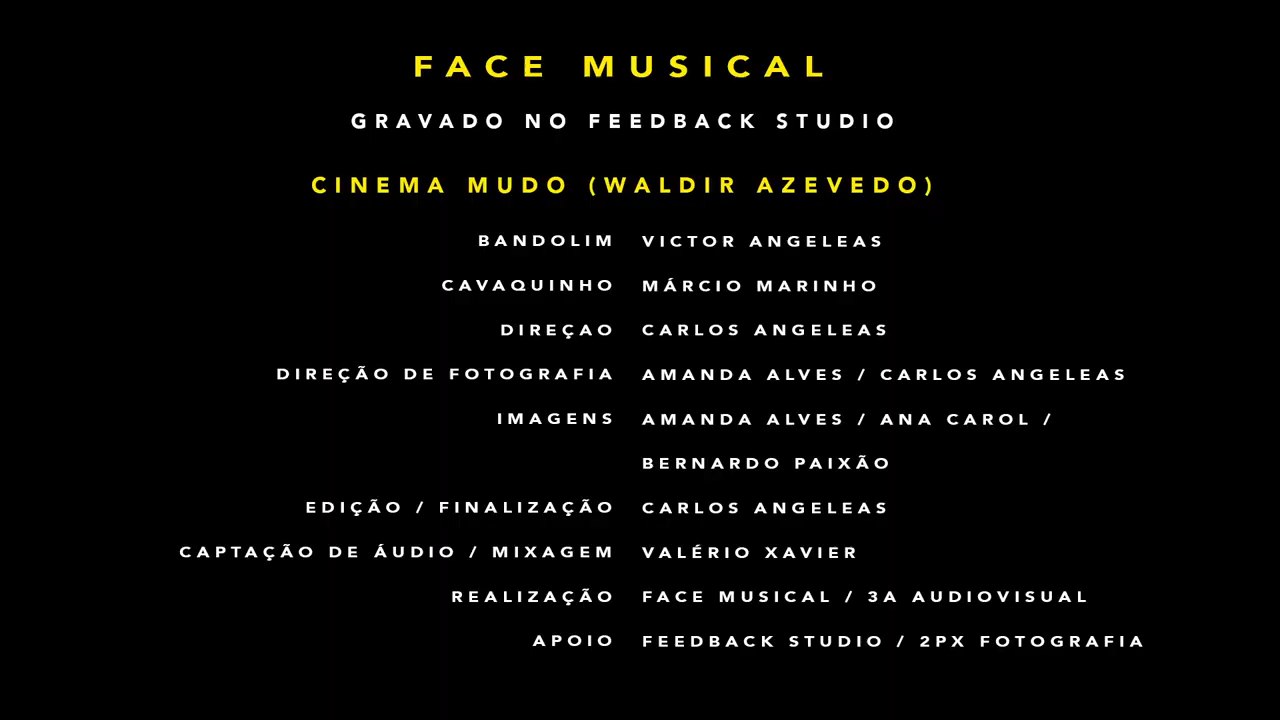 FACE MUSICAL
GRAVADO NO FEEDBACK STUDIO
CINEMA MUDO (WALDIR AZEVEDO)
BANDOLIM VICTOR ANGELEAS
CAVAQUINHO MÁRCIO MARINHO
DIREÇAO CARLOS ANGELEAS
DIREÇÃO DE FOTOGRAFIA AMANDA ALVES / CARLOS ANGELEAS
IMAGENS AMANDA ALVES / ANA CAROL /
BERNARDO PAIXÃO
EDIÇÃO / FINALIZAÇÃO CARLOS ANGELEAS
CAPTAÇÃO DE ÁUDIO / MIXAGEM VALÉRIO XAVIER
REALIZAÇÃO FACE MUSICAL / 3A AUDIOVISUAL
APOIO FEEDBACK STUDIO / 2PX FOTOGRAFIA